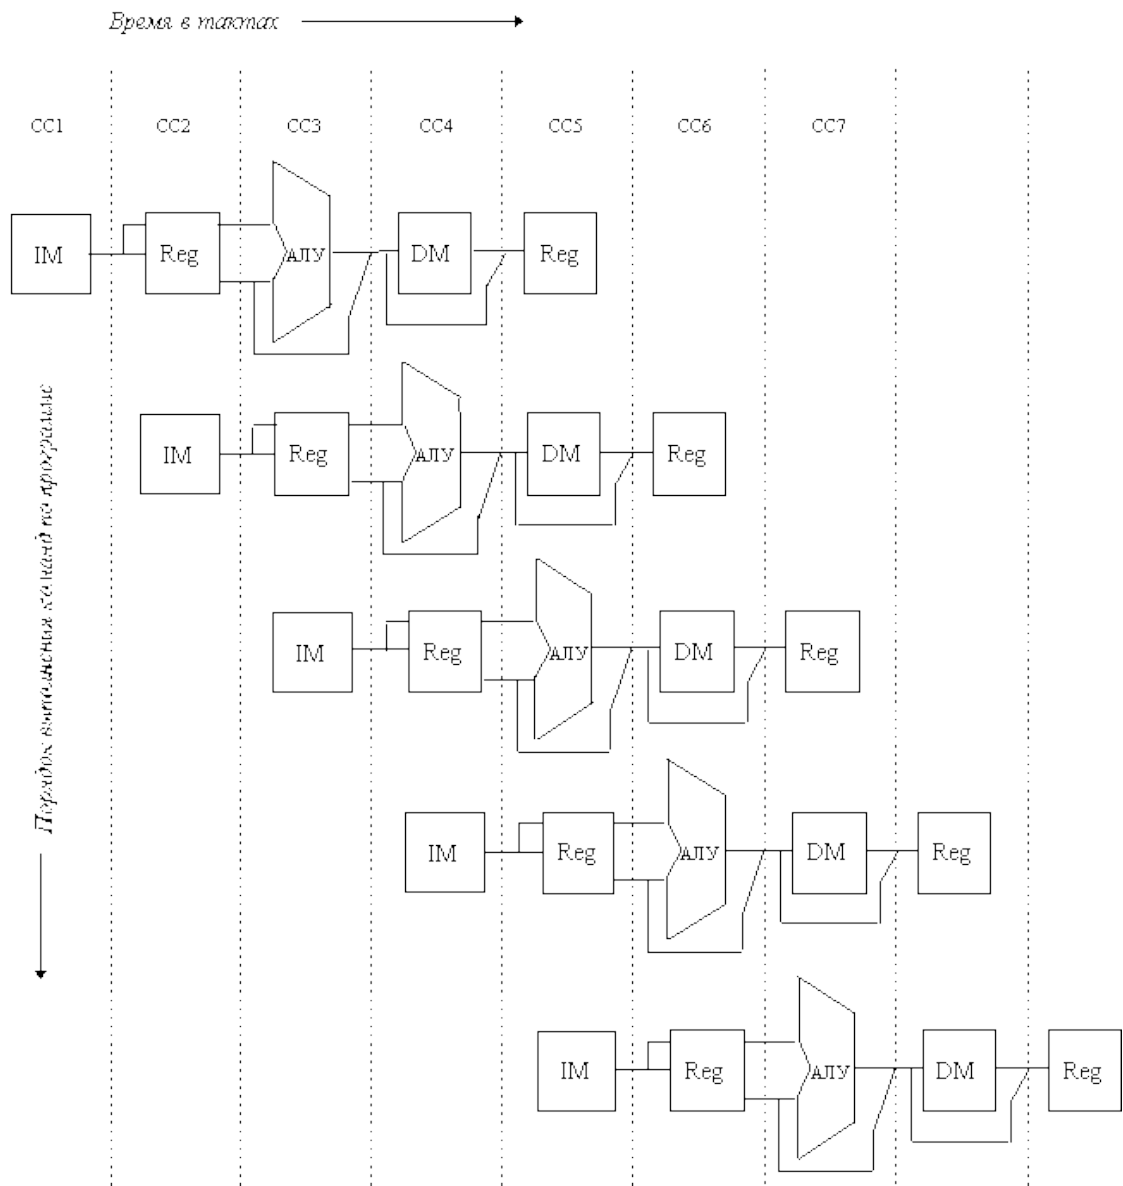 Время в тактах
CC1 CC2 CC3 CC4 CC5 CC6 CC7
IM Reg АЛУ DM Reg
IM Reg АЛУ DM Reg
IM Reg АЛУ DM Reg
IM Reg АЛУ DM Reg
IM Reg АЛУ DM Reg
Порядок выполнения команд по программе